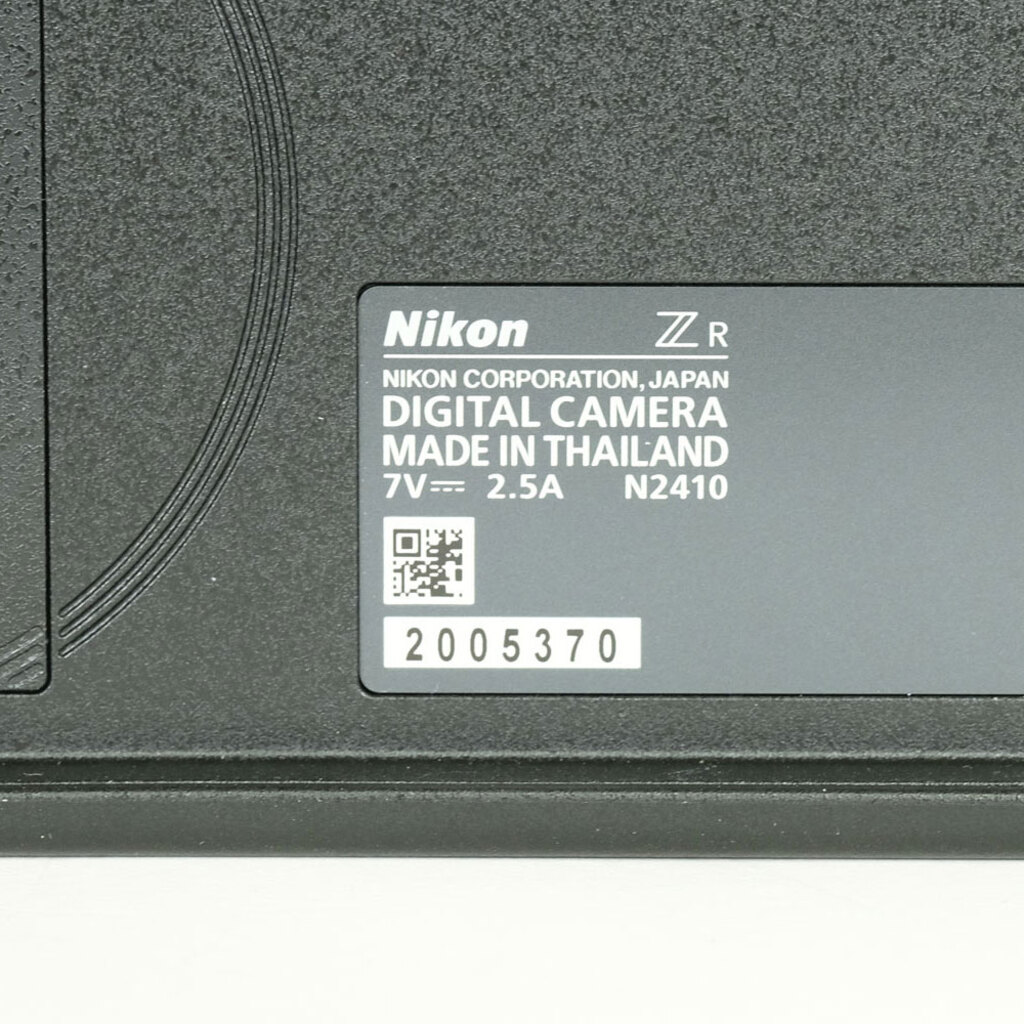 Nikon Z R
NIKON CORPORATION, JAPAN
DIGITAL CAMERA
MADE IN THAILAND
7V⎓ 2.5A N2410
2005370